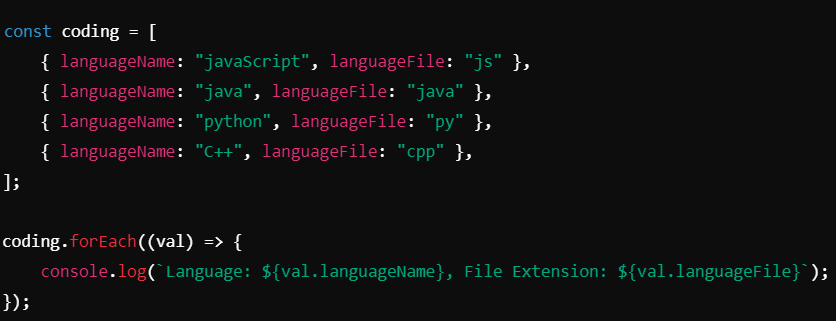 const coding = [
    { languageName: "javaScript", languageFile: "js" },
    { languageName: "java", languageFile: "java" },
    { languageName: "python", languageFile: "py" },
    { languageName: "C++", languageFile: "cpp" },
];

coding.forEach((val) => {
    console.log(`Language: ${val.languageName}, File Extension: ${val.languageFile}`);
});